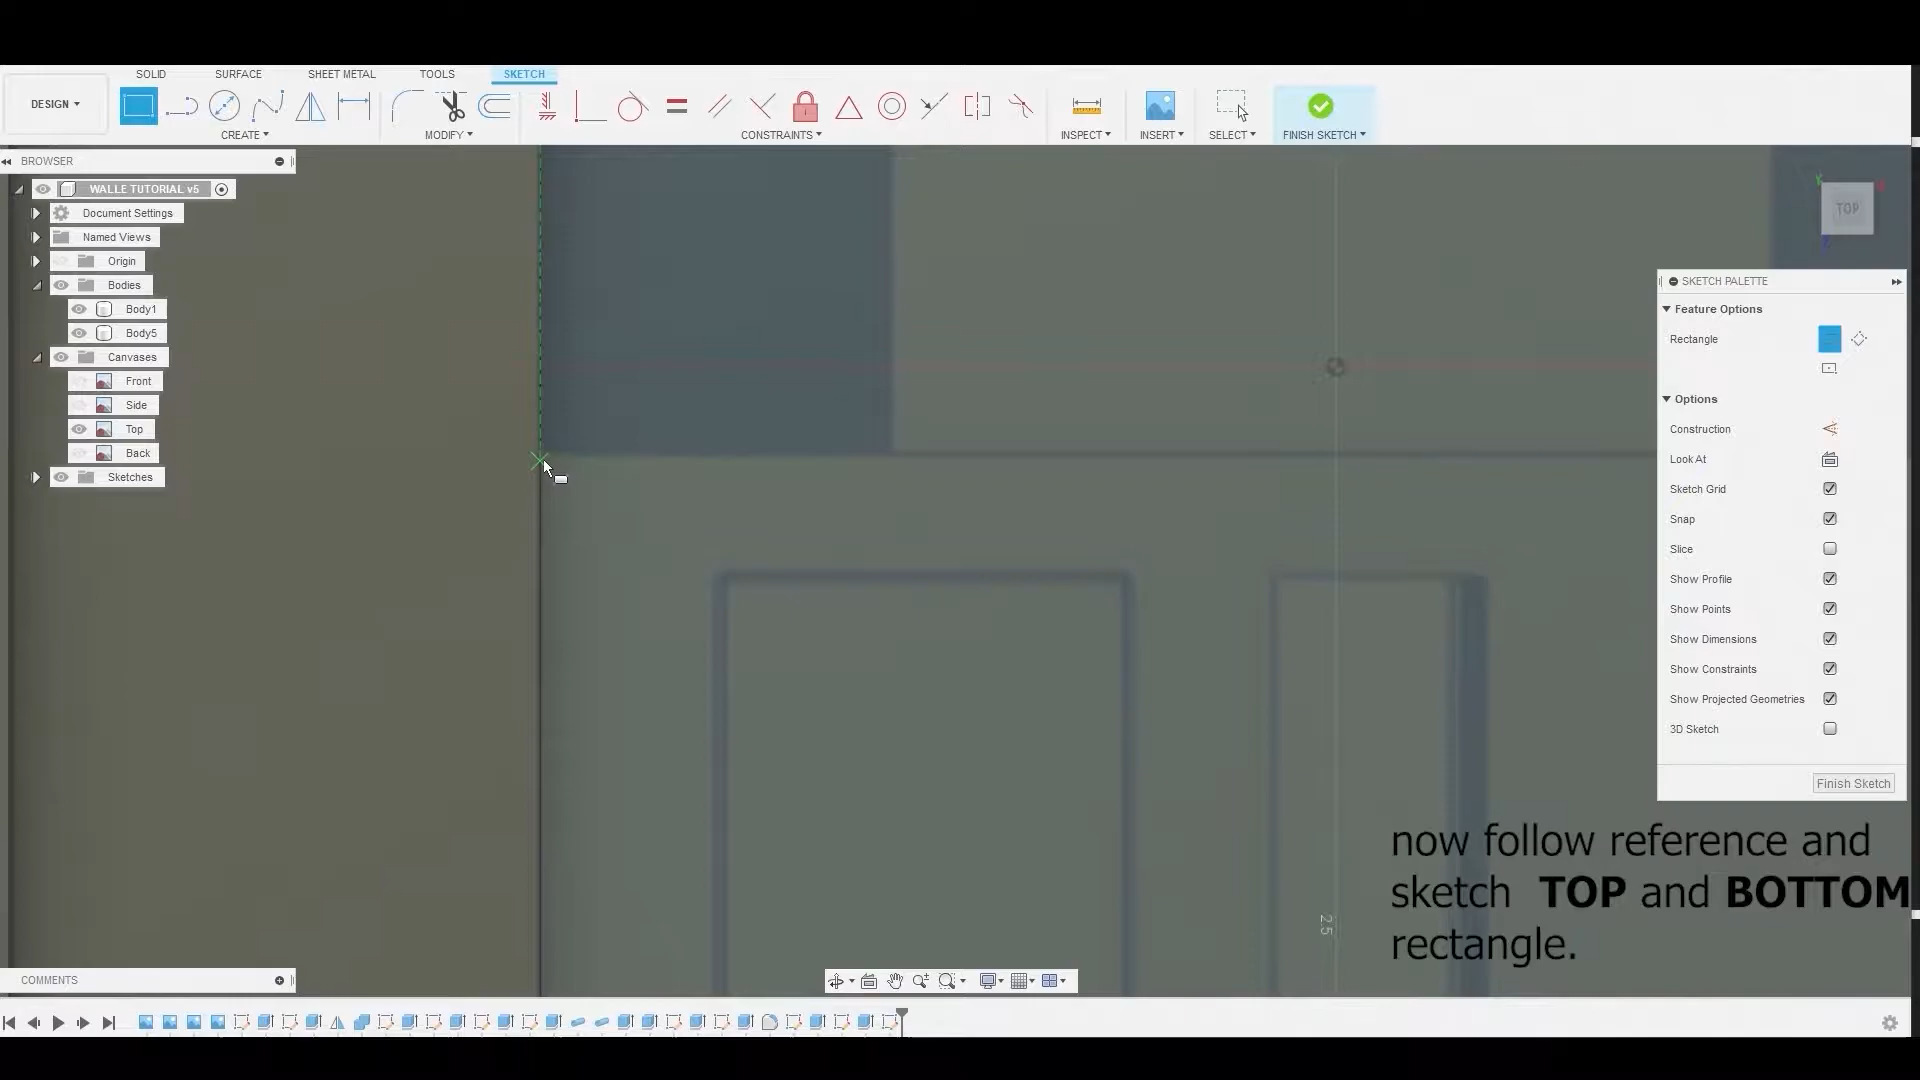 SOLID SURFACE SHEET METAL TOOLS SKETCH
DESIGN
CREATE MODIFY CONSTRAINTS INSPECT INSERT SELECT FINISH SKETCH
BROWSER
WALLE TUTORIAL v5
Document Settings
Named Views
Origin
Bodies
Body1
Body5
Canvases
Front
Side
Top
Back
Sketches
Y
TOP
Z
SKETCH PALETTE
Feature Options
Rectangle
Options
Construction
Look At
Sketch Grid
Snap
Slice
Show Profile
Show Points
Show Dimensions
Show Constraints
Show Projected Geometries
3D Sketch
Finish Sketch
2.5
now follow reference and
sketch TOP and BOTTOM
rectangle.
COMMENTS